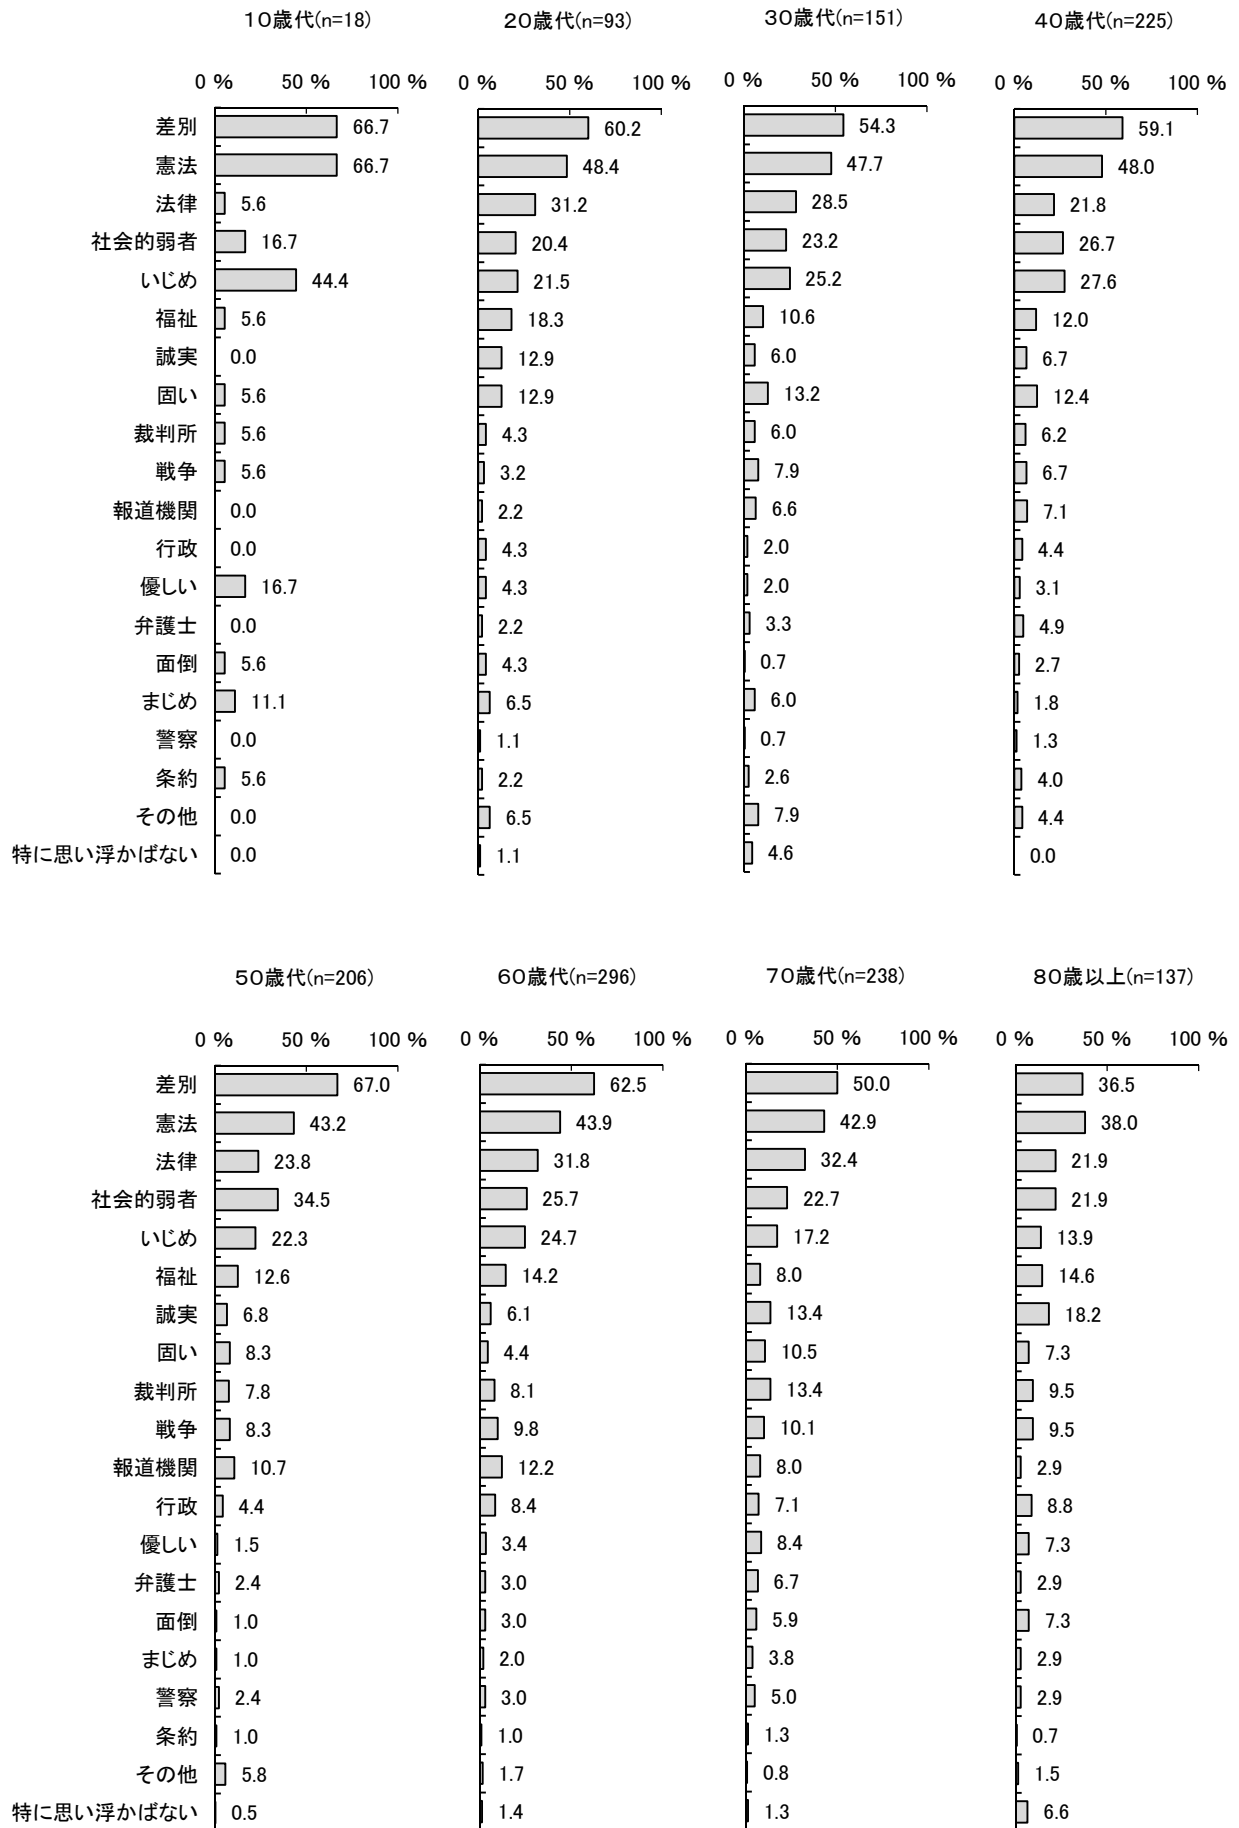 10歳代(n=18) 20歳代(n=93) 30歳代(n=151) 40歳代(n=225)
0 % 50 % 100 % 0 % 50 % 100 % 0 % 50 % 100 % 0 % 50 % 100 %
差別 66.7 60.2 54.3 59.1
憲法 66.7 48.4 47.7 48.0
法律 5.6 31.2 28.5 21.8
社会的弱者 16.7 20.4 23.2 26.7
いじめ 44.4 21.5 25.2 27.6
福祉 5.6 18.3 10.6 12.0
誠実 0.0 12.9 6.0 6.7
固い 5.6 12.9 13.2 12.4
裁判所 5.6 4.3 6.0 6.2
戦争 5.6 3.2 7.9 6.7
報道機関 0.0 2.2 6.6 7.1
行政 0.0 4.3 2.0 4.4
優しい 16.7 4.3 2.0 3.1
弁護士 0.0 2.2 3.3 4.9
面倒 5.6 4.3 0.7 2.7
まじめ 11.1 6.5 6.0 1.8
警察 0.0 1.1 0.7 1.3
条約 5.6 2.2 2.6 4.0
その他 0.0 6.5 7.9 4.4
特に思い浮かばない 0.0 1.1 4.6 0.0
50歳代(n=206) 60歳代(n=296) 70歳代(n=238) 80歳以上(n=137)
0 % 50 % 100 % 0 % 50 % 100 % 0 % 50 % 100 % 0 % 50 % 100 %
差別 67.0 62.5 50.0 36.5
憲法 43.2 43.9 42.9 38.0
法律 23.8 31.8 32.4 21.9
社会的弱者 34.5 25.7 22.7 21.9
いじめ 22.3 24.7 17.2 13.9
福祉 12.6 14.2 8.0 14.6
誠実 6.8 6.1 13.4 18.2
固い 8.3 4.4 10.5 7.3
裁判所 7.8 8.1 13.4 9.5
戦争 8.3 9.8 10.1 9.5
報道機関 10.7 12.2 8.0 2.9
行政 4.4 8.4 7.1 8.8
優しい 1.5 3.4 8.4 7.3
弁護士 2.4 3.0 6.7 2.9
面倒 1.0 3.0 5.9 7.3
まじめ 1.0 2.0 3.8 2.9
警察 2.4 3.0 5.0 2.9
条約 1.0 1.0 1.3 0.7
その他 5.8 1.7 0.8 1.5
特に思い浮かばない 0.5 1.4 1.3 6.6